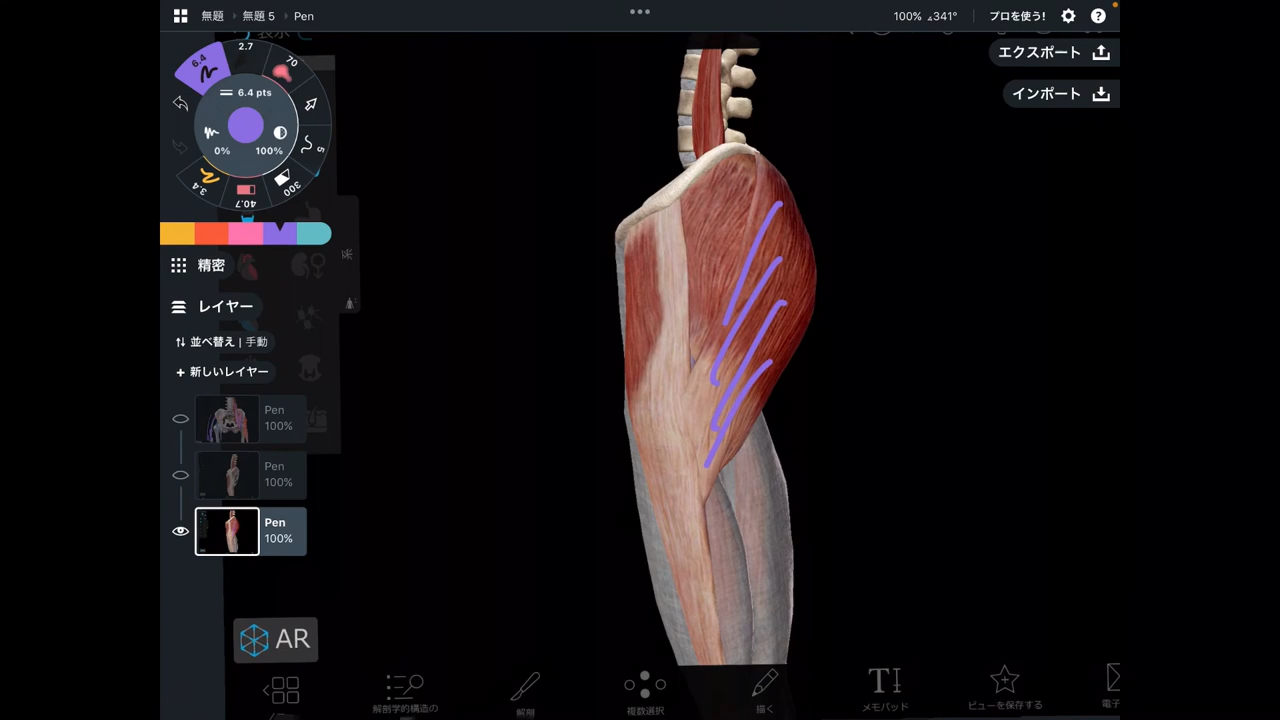 無題 無題 5 Pen
100% ⊿341°
プロを使う!
エクスポート
インポート
2.7
6.4
70
6.4 pts
0%
100%
5
3.4
40.7
300
精密
レイヤー
並べ替え | 手動
+ 新しいレイヤー
Pen
100%
Pen
100%
Pen
100%
AR
解剖学的構造の
解剖
複数選択
描く
メモパッド
ビューを保存する
電子